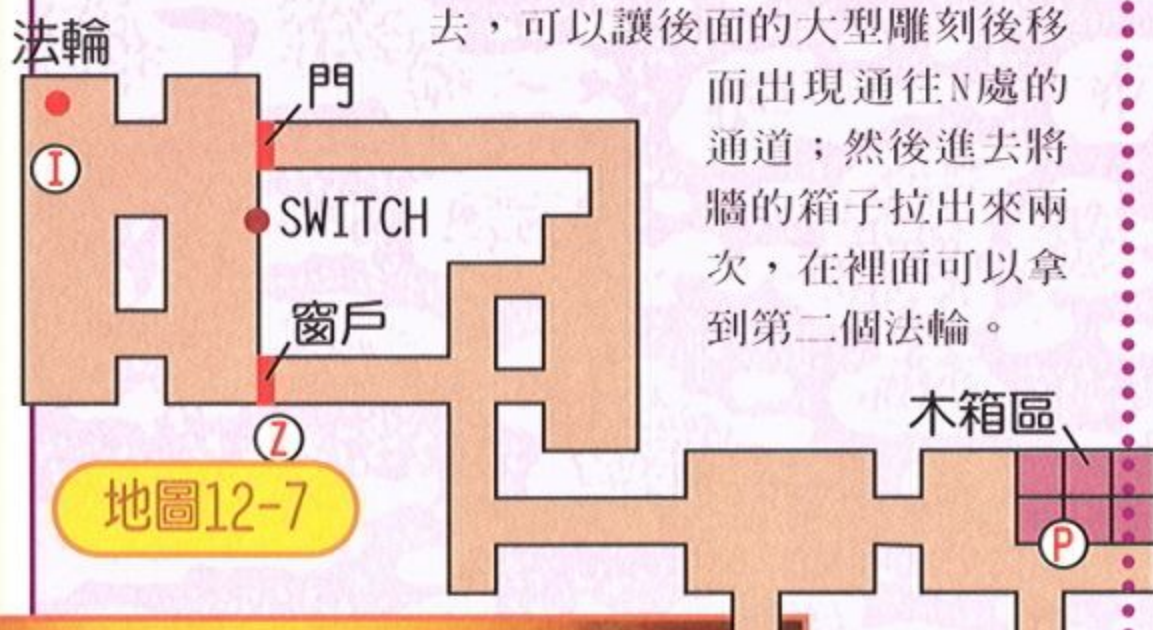 去，可以讓後面的大型雕刻後移
而出現通往N處的
通道；然後進去將
牆的箱子拉出來兩
次，在裡面可以拿
到第二個法輪。
法輪
門
I
SWITCH
窗戶
Z
地圖12-7
木箱區
P